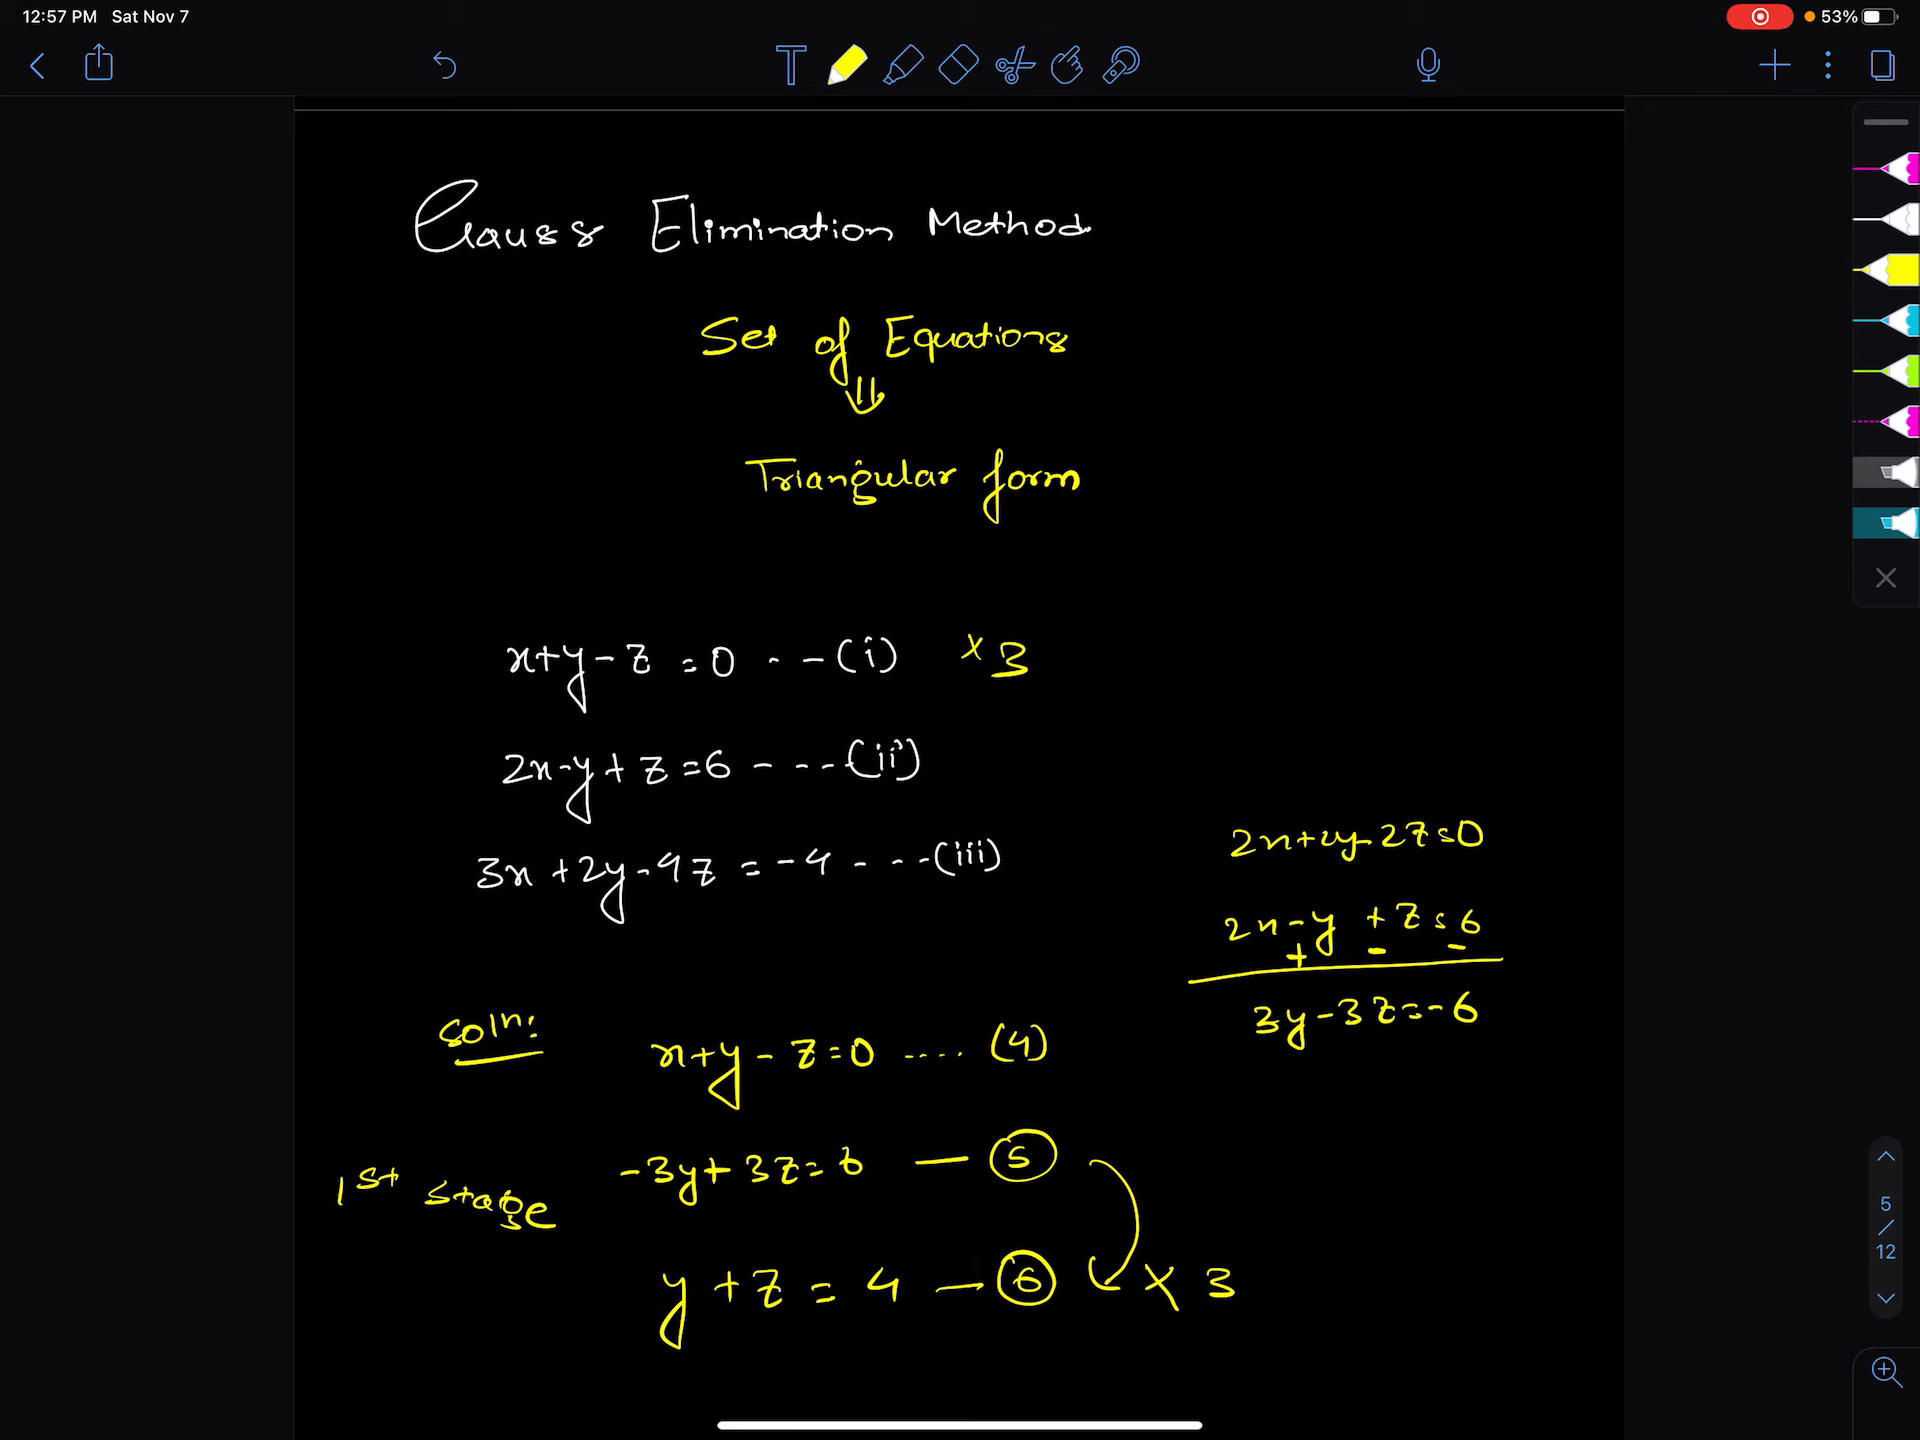 12:57 PM Sat Nov 7
53%
T
Gauss Elimination Method
Set of Equations
⇓
Triangular form
x+y-z=0 - -(i) ×3
2x-y+z=6 - ---(ii)
3x+2y-4z=-4 - --(iii)
2x+2y-2z=0
2x-y+z=6
+ - -
3y-3z=-6
soln:
x+y-z=0 .... (4)
1st stage
-3y+3z=6 — 5
y+z=4 — 6 × 3
5
/
12